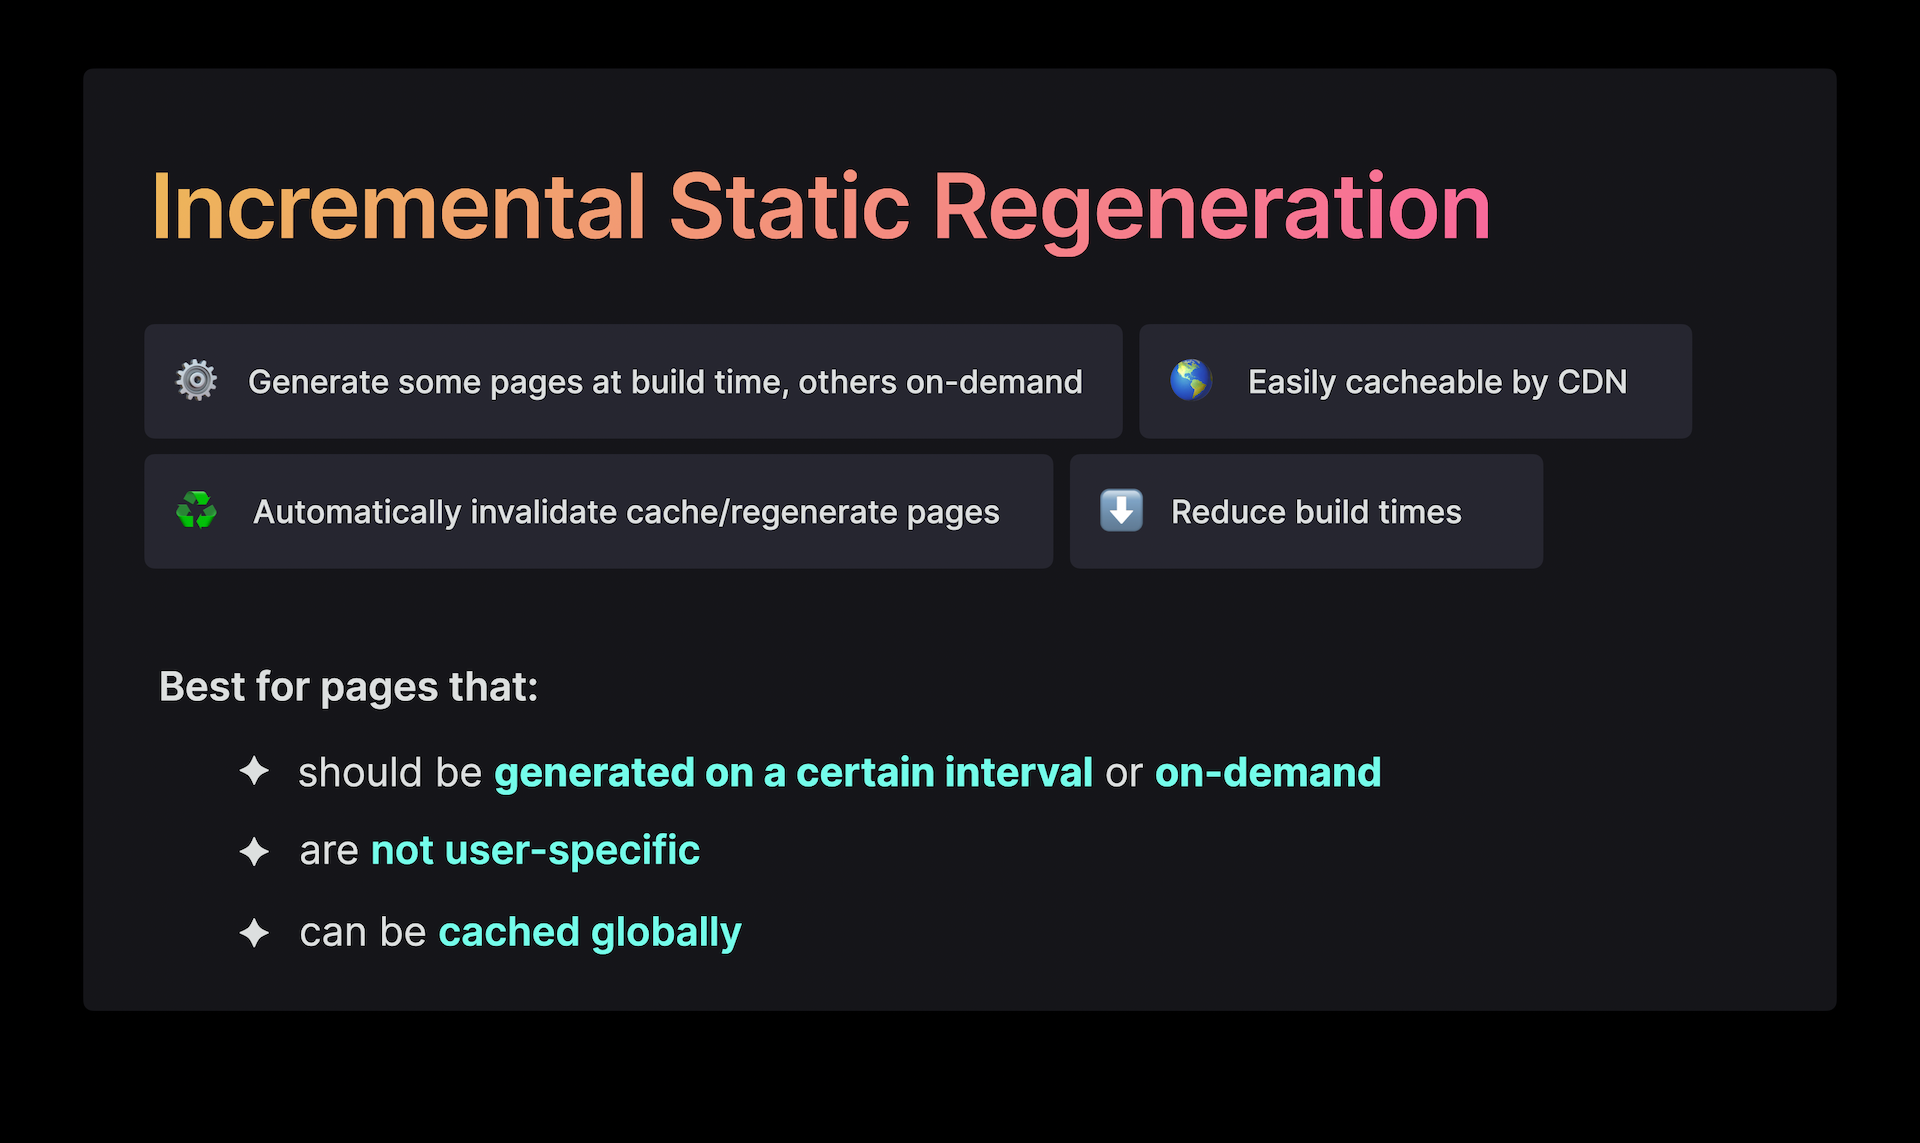 Incremental Static Regeneration
Generate some pages at build time, others on-demand
Easily cacheable by CDN
Automatically invalidate cache/regenerate pages
Reduce build times
Best for pages that:
should be generated on a certain interval or on-demand
are not user-specific
can be cached globally